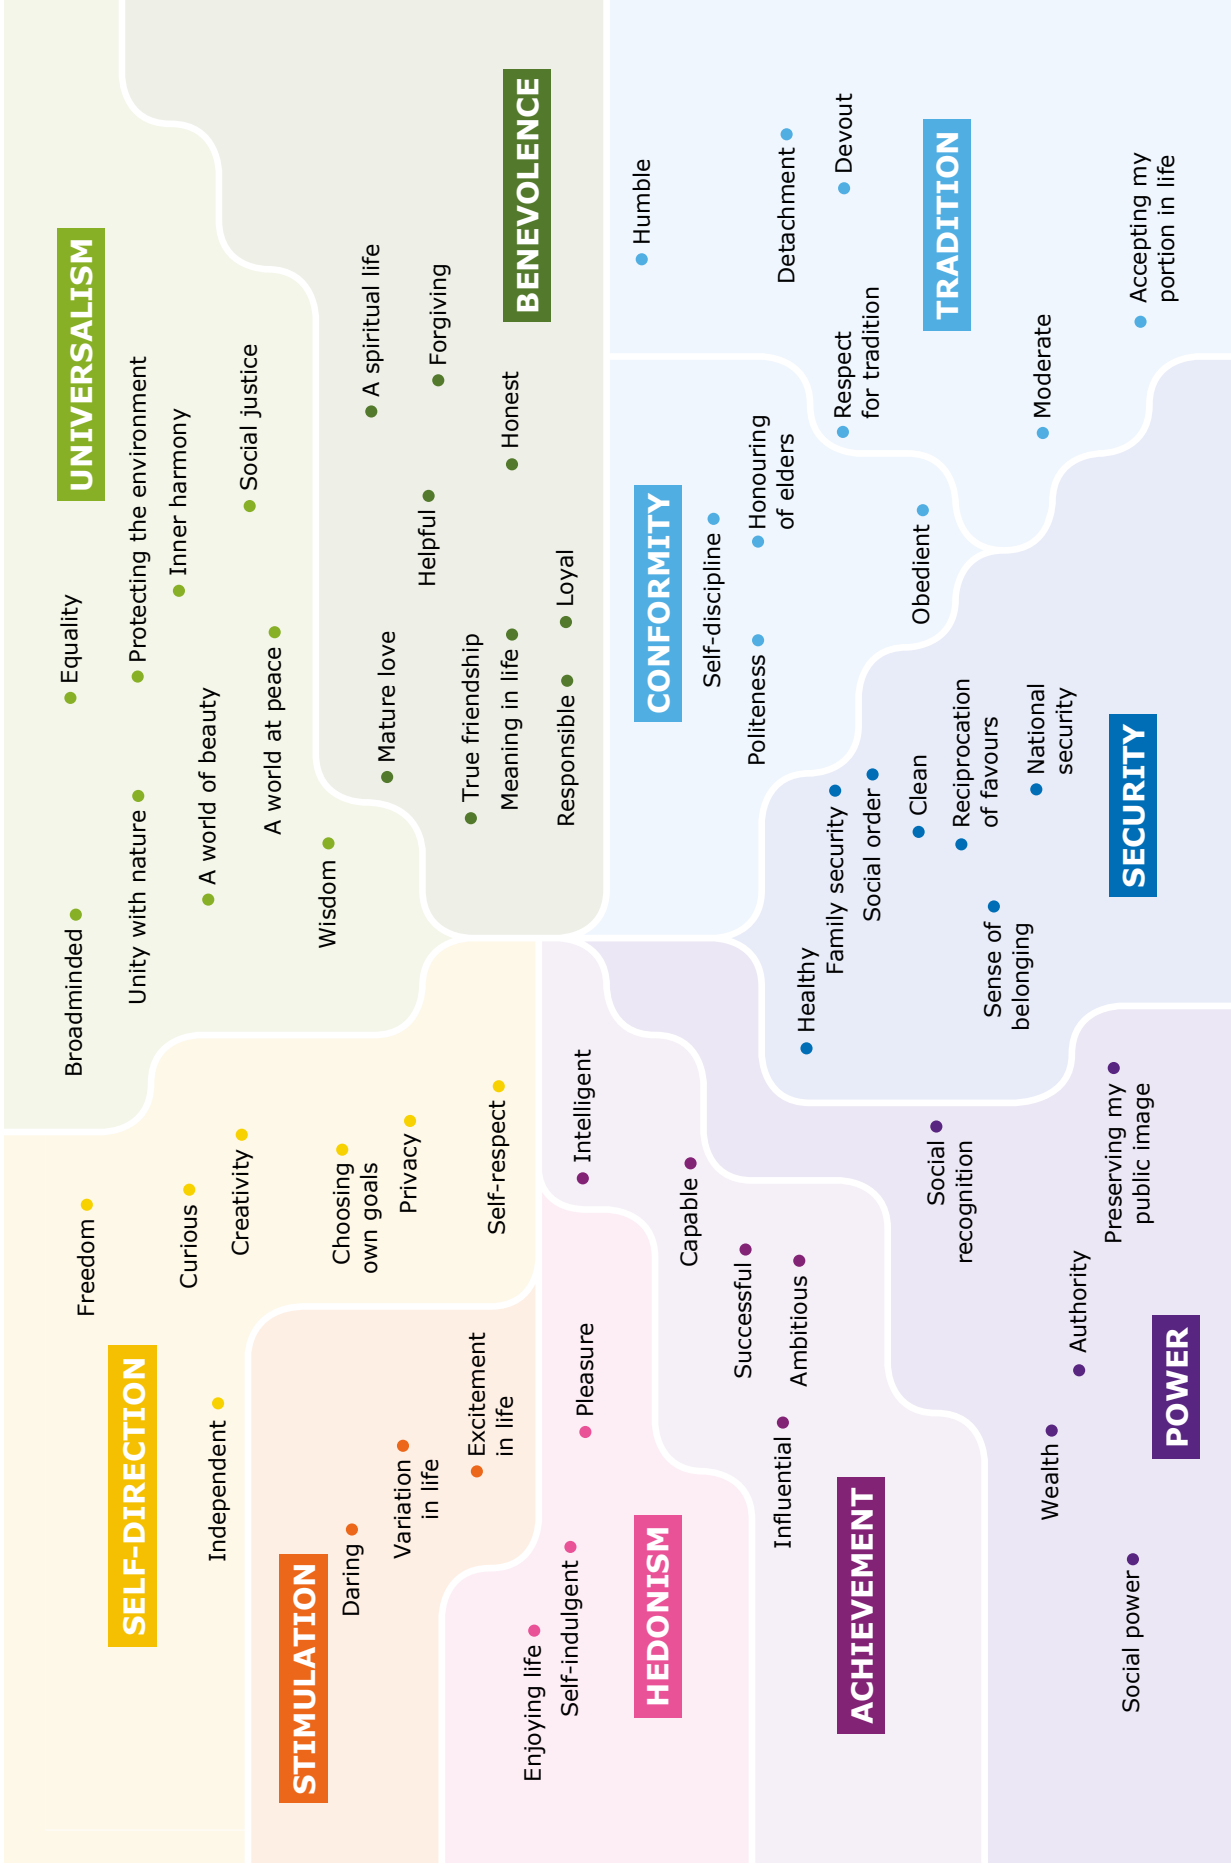 UNIVERSALISM
Equality
Protecting the environment
Inner harmony
Social justice
Broadminded
Unity with nature
A world of beauty
A world at peace
Wisdom
BENEVOLENCE
A spiritual life
Forgiving
Honest
Helpful
Mature love
True friendship
Meaning in life
Loyal
Responsible
TRADITION
Humble
Detachment
Devout
Respect
for tradition
Moderate
Accepting my
portion in life
CONFORMITY
Self-discipline
Honouring
of elders
Politeness
Obedient
SECURITY
Healthy
Family security
Social order
Clean
Reciprocation
of favours
National
security
Sense of
belonging
SELF-DIRECTION
Freedom
Curious
Creativity
Choosing
own goals
Privacy
Self-respect
Independent
STIMULATION
Daring
Variation
in life
Excitement
in life
HEDONISM
Pleasure
Enjoying life
Self-indulgent
ACHIEVEMENT
Intelligent
Capable
Successful
Ambitious
Influential
POWER
Social
recognition
Preserving my
public image
Authority
Wealth
Social power